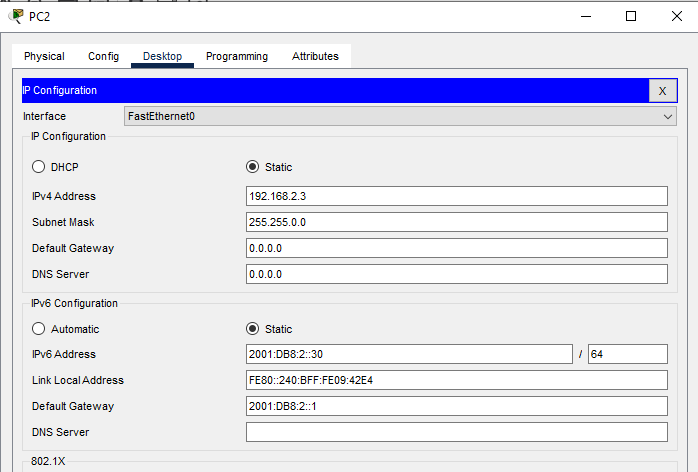 PC2
Physical Config Desktop Programming Attributes
IP Configuration X
Interface FastEthernet0
IP Configuration
DHCP Static
IPv4 Address 192.168.2.3
Subnet Mask 255.255.0.0
Default Gateway 0.0.0.0
DNS Server 0.0.0.0
IPv6 Configuration
Automatic Static
IPv6 Address 2001:DB8:2::30 / 64
Link Local Address FE80::240:BFF:FE09:42E4
Default Gateway 2001:DB8:2::1
DNS Server
802.1X